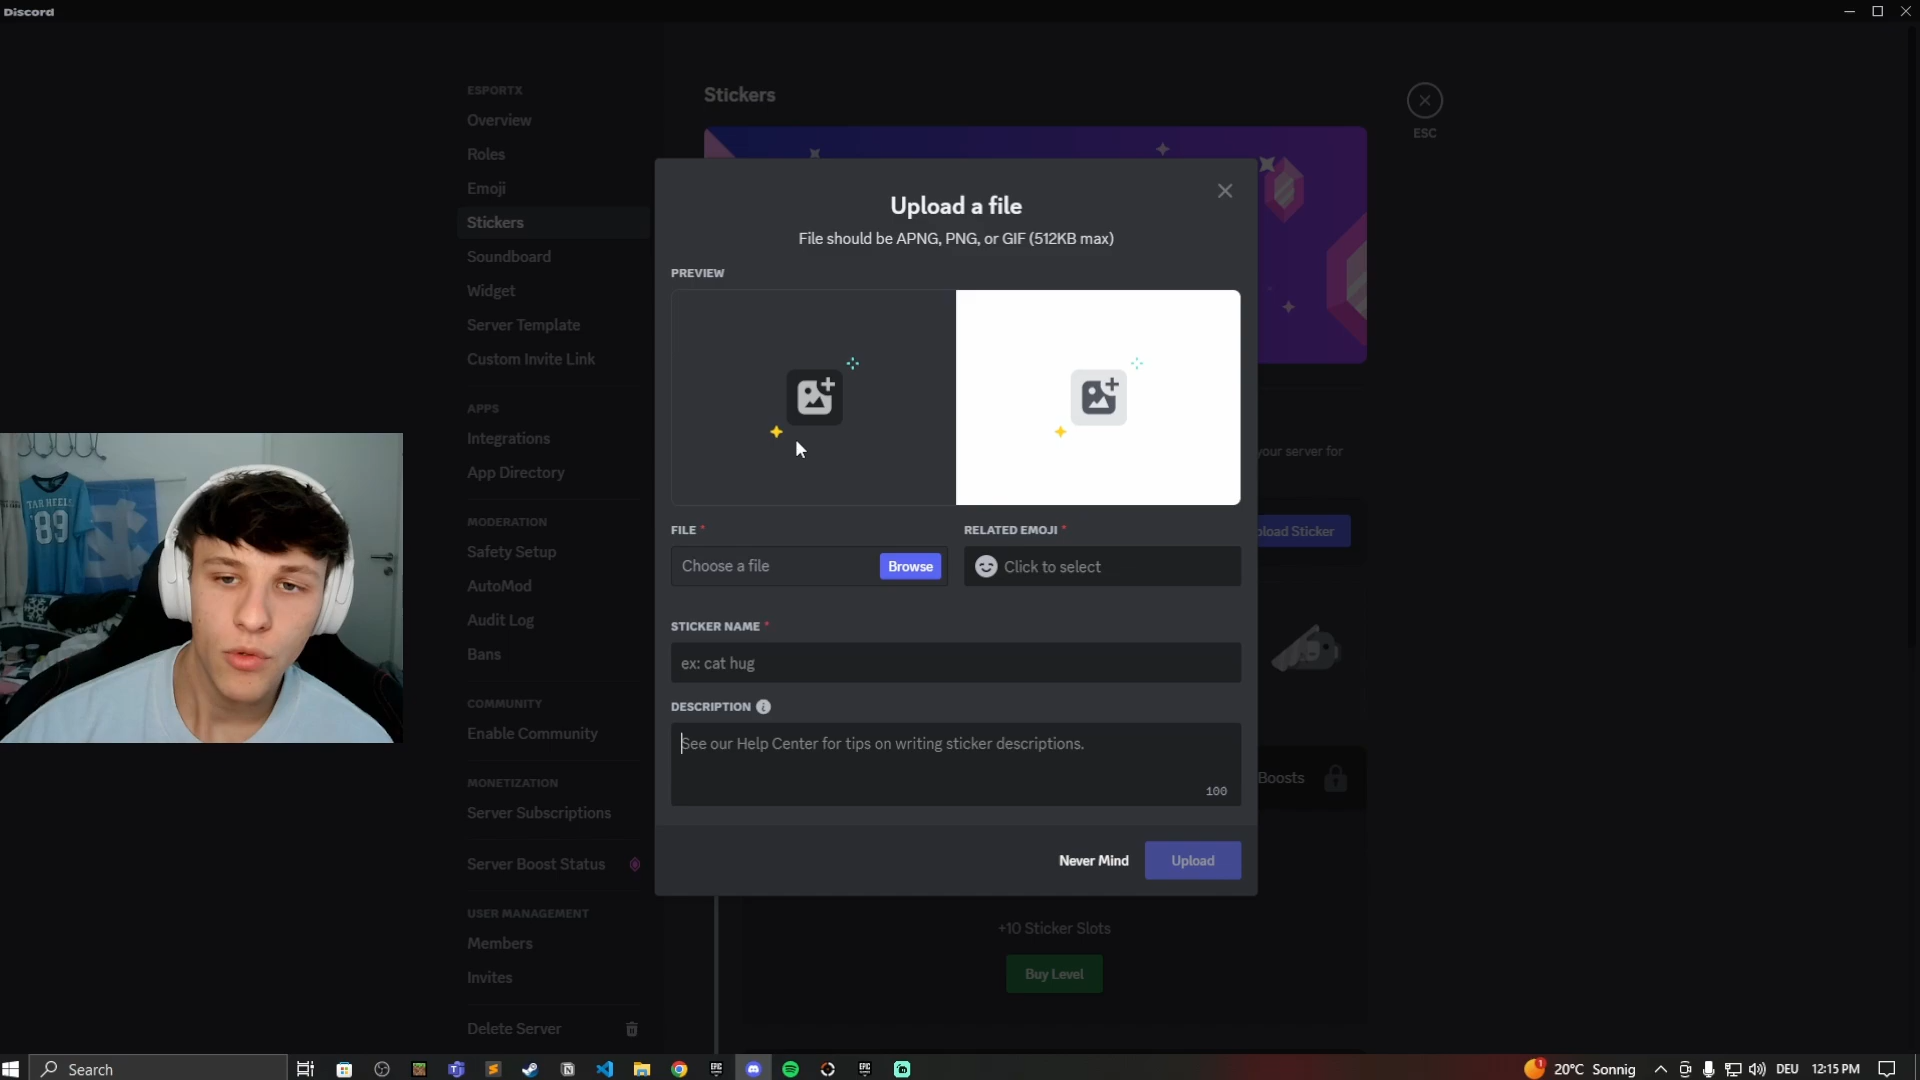 Discord
ESPORTX
Overview
Roles
Emoji
Stickers
Soundboard
Widget
Server Template
Custom Invite Link
APPS
Integrations
App Directory
MODERATION
Safety Setup
AutoMod
Audit Log
Bans
COMMUNITY
Enable Community
MONETIZATION
Server Subscriptions
Server Boost Status
USER MANAGEMENT
Members
Invites
Delete Server
Stickers
ESC
Upload a file
File should be APNG, PNG, or GIF (512KB max)
PREVIEW
FILE *
Choose a file
Browse
RELATED EMOJI *
Click to select
STICKER NAME *
ex: cat hug
DESCRIPTION
See our Help Center for tips on writing sticker descriptions.
100
Never Mind
Upload
your server for
pload Sticker
Boosts
+10 Sticker Slots
Buy Level
TAR HEELS
89
Search
EPIC
EPIC
1
20°C Sonnig
DEU
12:15 PM